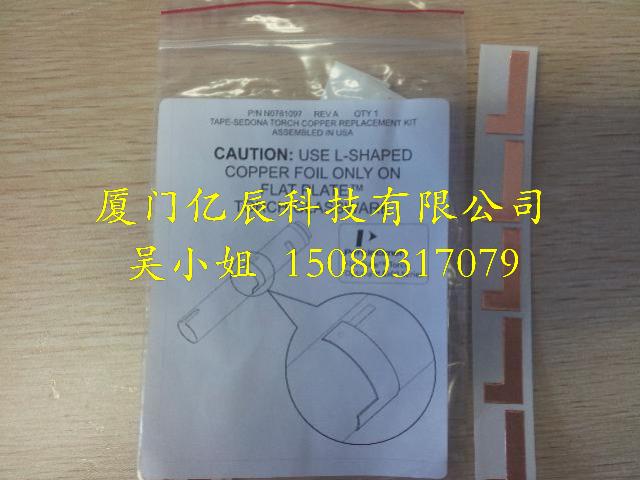 P/N N0781097 REV A QTY 1
TAPE-SEDONA TORCH COPPER REPLACEMENT KIT
ASSEMBLED IN USA
CAUTION: USE L-SHAPED
COPPER FOIL ONLY ON
FLAT PLATE™
厦门亿辰科技有限公司
吴小姐 15080317079